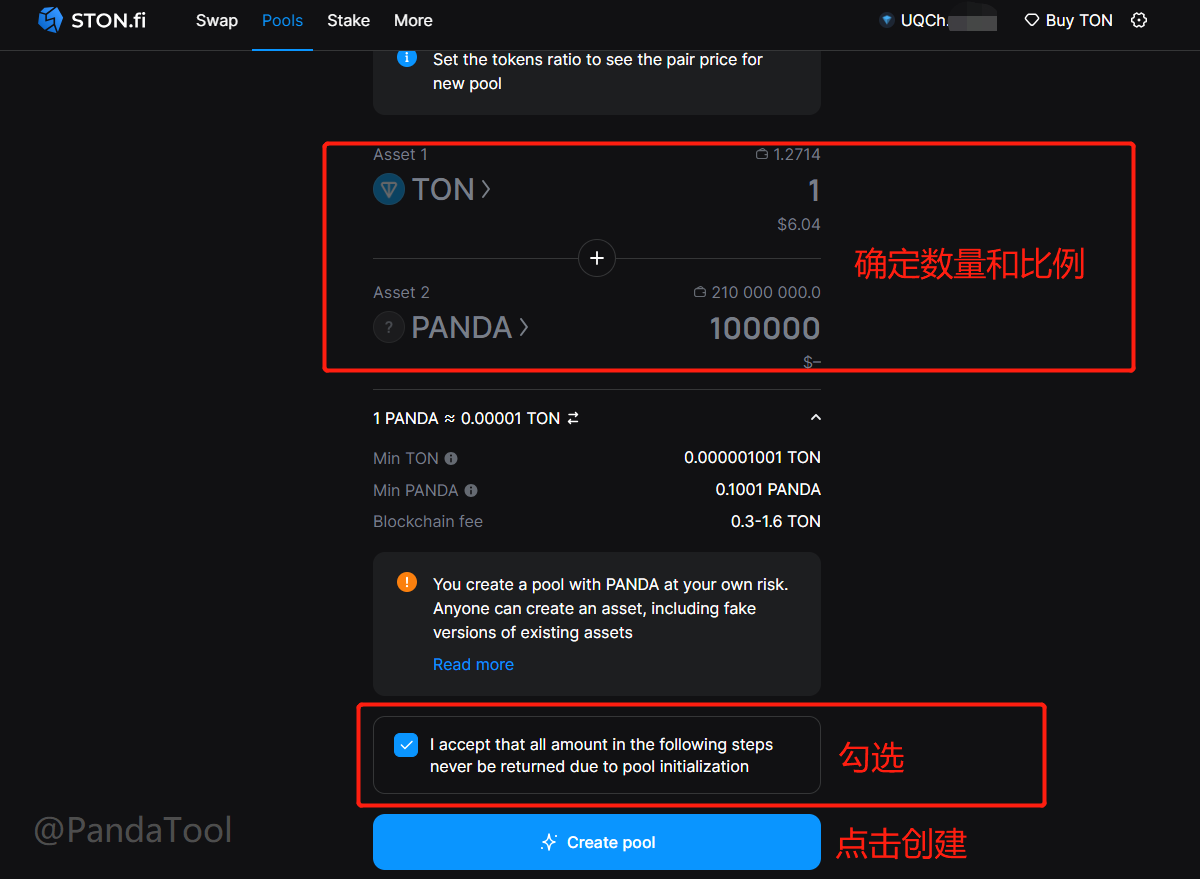 STON.fi Swap Pools Stake More UQCh. Buy TON
Set the tokens ratio to see the pair price for
new pool
Asset 1 1.2714
TON 1
$6.04
确定数量和比例
Asset 2 210 000 000.0
PANDA 100000
$–
1 PANDA ≈ 0.00001 TON
Min TON 0.000001001 TON
Min PANDA 0.1001 PANDA
Blockchain fee 0.3-1.6 TON
You create a pool with PANDA at your own risk.
Anyone can create an asset, including fake
versions of existing assets
Read more
I accept that all amount in the following steps
never be returned due to pool initialization
勾选
@PandaTool
Create pool
点击创建